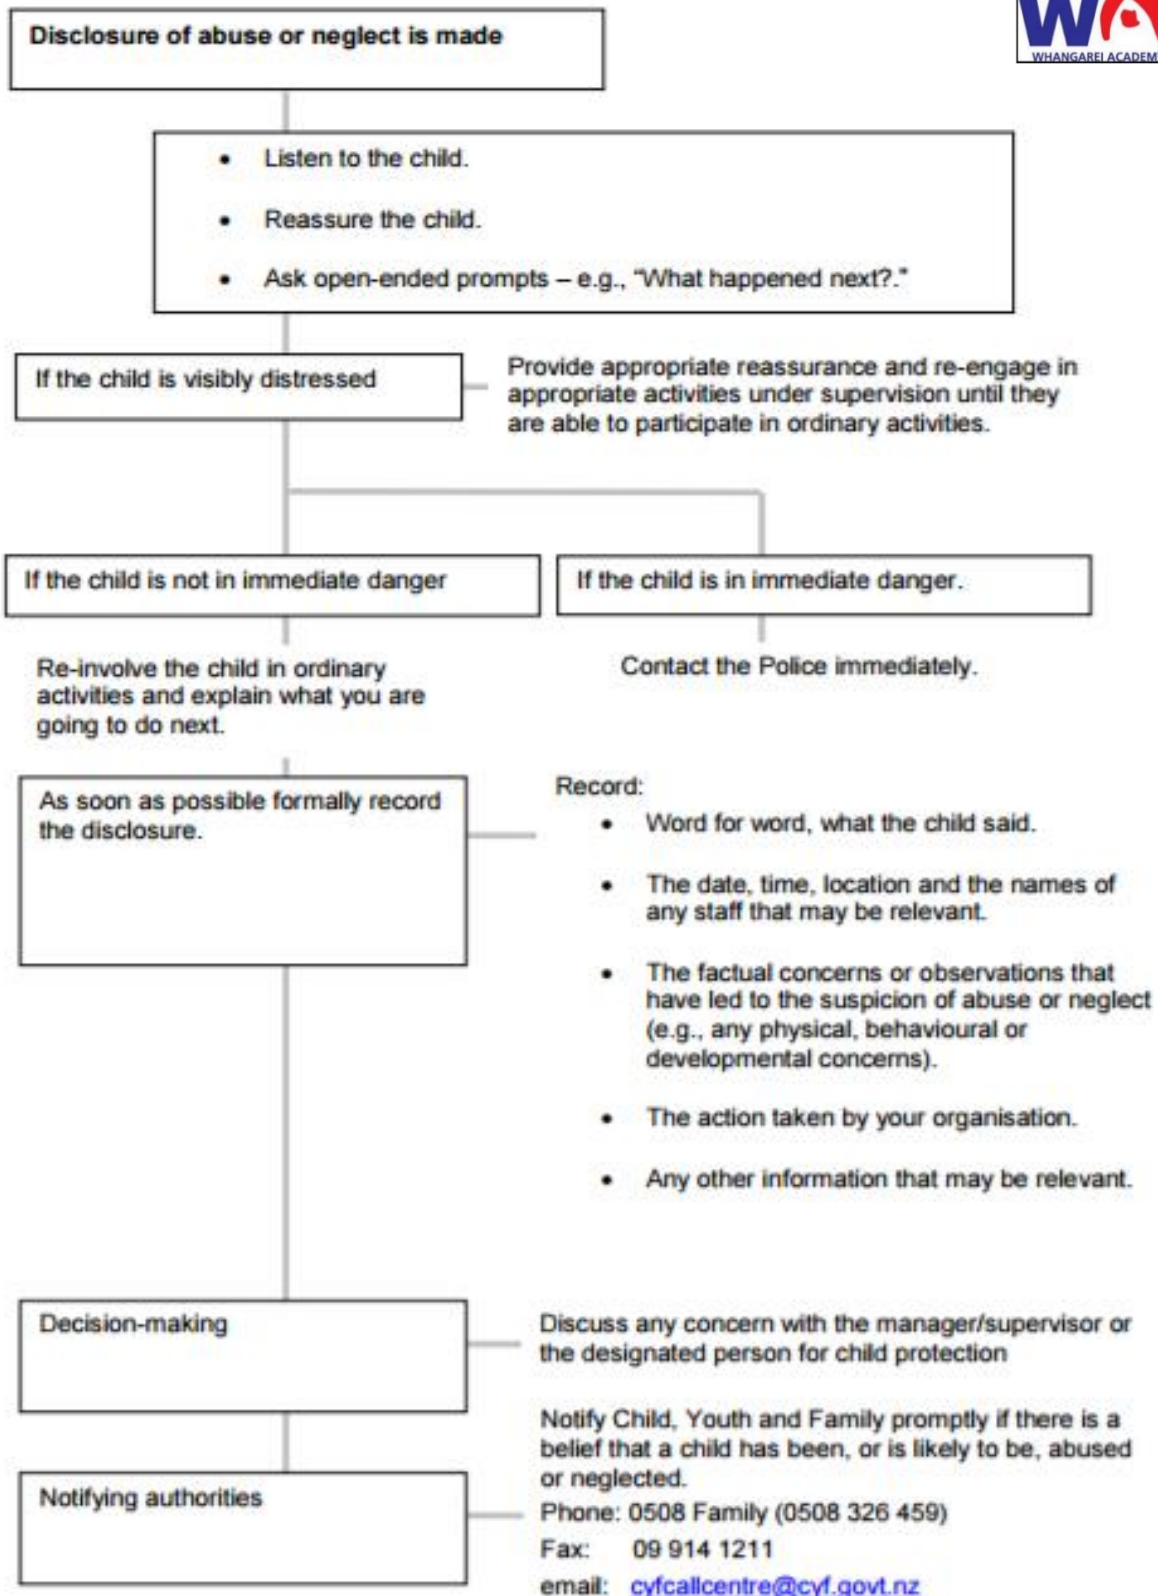 WA
WHANGAREI ACADEM
Disclosure of abuse or neglect is made
• Listen to the child.
• Reassure the child.
• Ask open-ended prompts – e.g., “What happened next?.”
If the child is visibly distressed
Provide appropriate reassurance and re-engage in
appropriate activities under supervision until they
are able to participate in ordinary activities.
If the child is not in immediate danger
If the child is in immediate danger.
Re-involve the child in ordinary
activities and explain what you are
going to do next.
Contact the Police immediately.
As soon as possible formally record
the disclosure.
Record:
• Word for word, what the child said.
• The date, time, location and the names of
any staff that may be relevant.
• The factual concerns or observations that
have led to the suspicion of abuse or neglect
(e.g., any physical, behavioural or
developmental concerns).
• The action taken by your organisation.
• Any other information that may be relevant.
Decision-making
Discuss any concern with the manager/supervisor or
the designated person for child protection
Notifying authorities
Notify Child, Youth and Family promptly if there is a
belief that a child has been, or is likely to be, abused
or neglected.
Phone: 0508 Family (0508 326 459)
Fax: 09 914 1211
email: cyfcallcentre@cyf.govt.nz